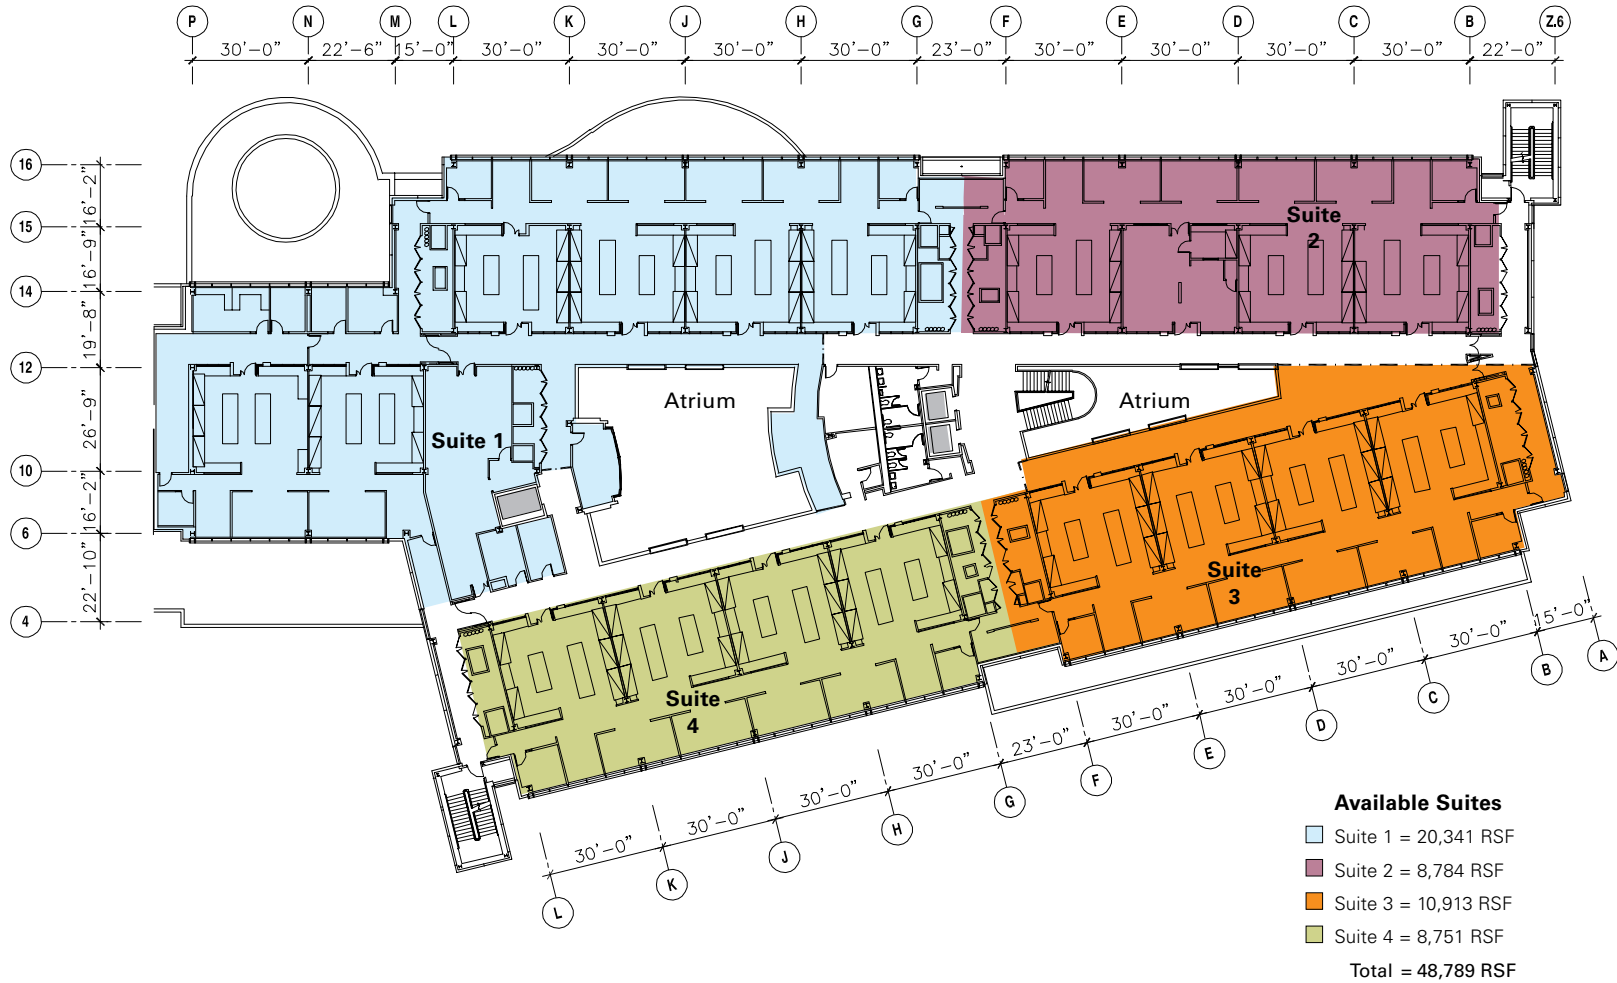 P N M L K J H G F E D C B Z.6
30'-0" 22'-6" 15'-0" 30'-0" 30'-0" 30'-0" 30'-0" 23'-0" 30'-0" 30'-0" 30'-0" 30'-0" 22'-0"
16
16'-2"
15
16'-9"
14
19'-8"
12
26'-9"
10
16'-2"
6
22'-10"
4
Suite
2
Atrium
Atrium
Suite 1
Suite
3
Suite
4
30'-0" 30'-0" 30'-0" 30'-0" 23'-0" 30'-0" 30'-0" 30'-0" 30'-0" 15'-0"
L K J H G F E D C B A
Available Suites
Suite 1 = 20,341 RSF
Suite 2 = 8,784 RSF
Suite 3 = 10,913 RSF
Suite 4 = 8,751 RSF
Total = 48,789 RSF